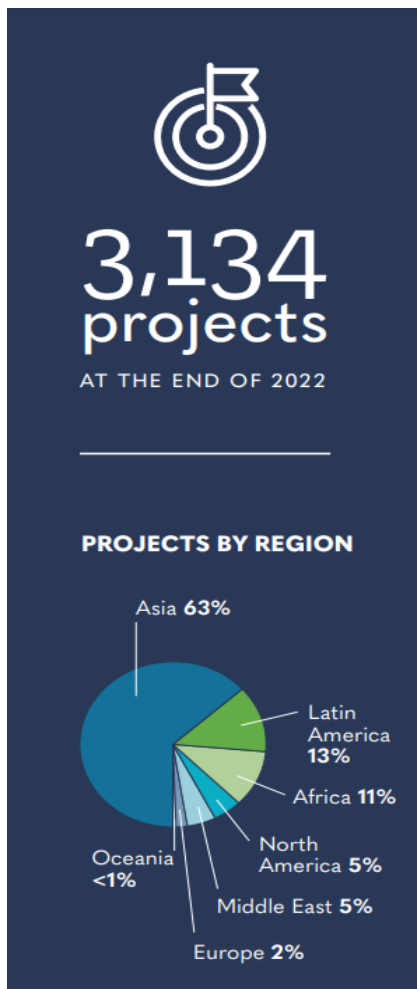 3,134
projects
AT THE END OF 2022
PROJECTS BY REGION
Asia 63%
Latin
America
13%
Africa 11%
North
America 5%
Middle East 5%
Europe 2%
Oceania
<1%